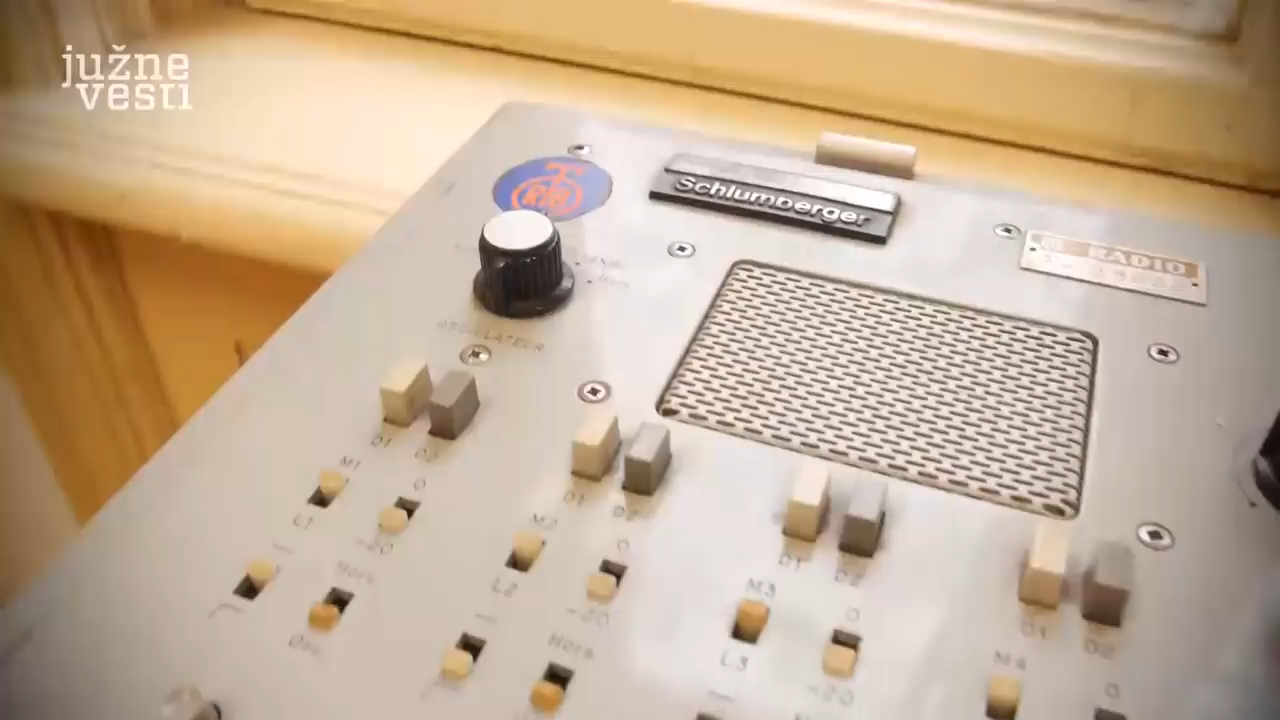 južne
vesti
Schlumberger
RADIO
OSCILLATEUR
D1
D2
D1
D2
D1
D2
D1
D2
M1
0
L1
-20
M2
0
L2
-20
M3
0
L3
-20
M4
0
Hors
Osc.
Hors